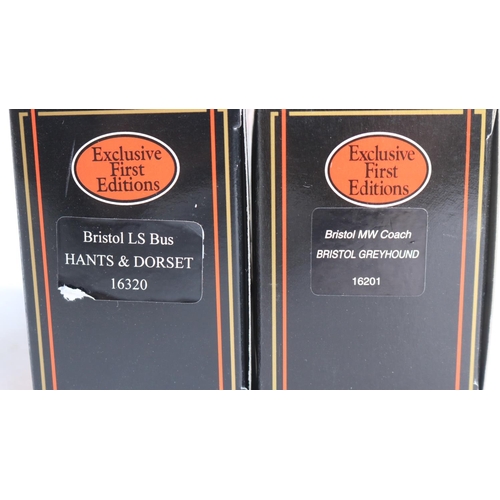 Exclusive
First
Editions
Bristol LS Bus
HANTS & DORSET
16320
Exclusive
First
Editions
Bristol MW Coach
BRISTOL GREYHOUND
16201